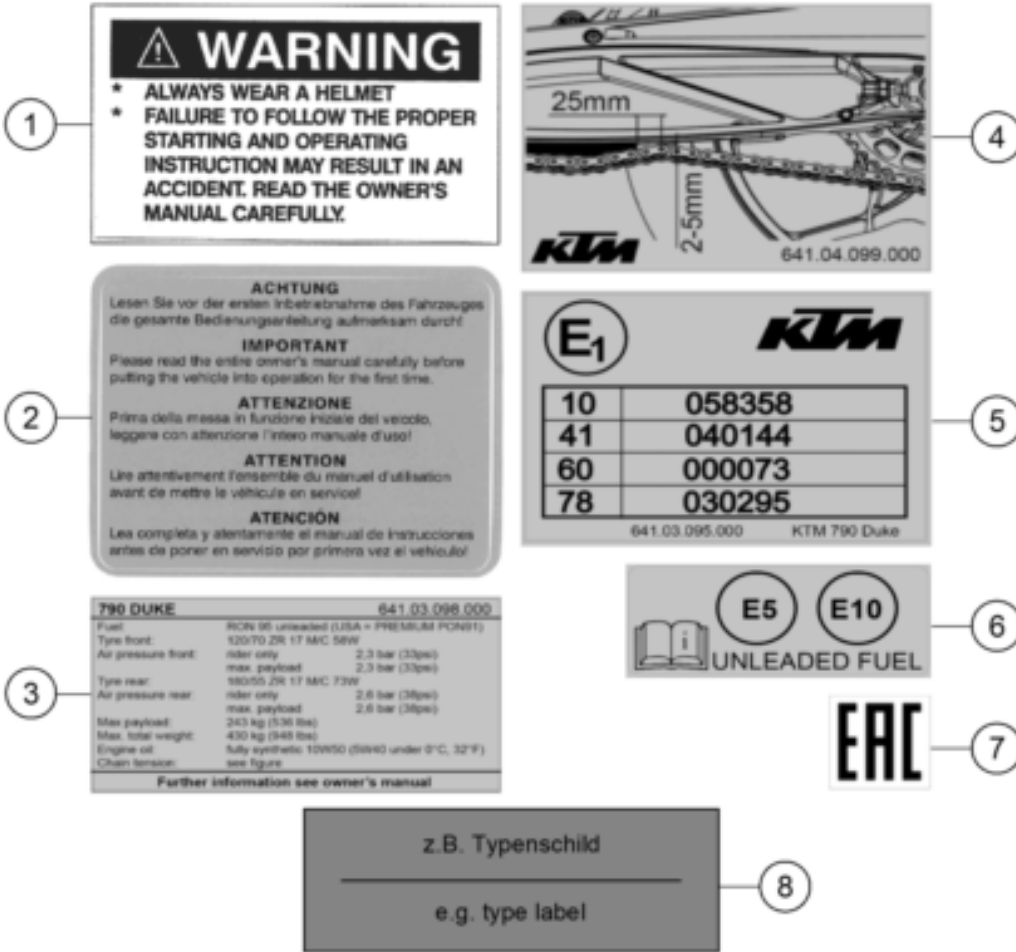 1
WARNING
* ALWAYS WEAR A HELMET
* FAILURE TO FOLLOW THE PROPER
STARTING AND OPERATING
INSTRUCTION MAY RESULT IN AN
ACCIDENT. READ THE OWNER'S
MANUAL CAREFULLY.
2
ACHTUNG
Lesen Sie vor der ersten Inbetriebnahme des Fahrzeuges
die gesamte Bedienungsanleitung aufmerksam durch!
IMPORTANT
Please read the entire owner's manual carefully before
putting the vehicle into operation for the first time.
ATTENZIONE
Prima della messa in funzione iniziale del veicolo,
leggere con attenzione l'intero manuale d'uso!
ATTENTION
Lire attentivement l'ensemble du manuel d'utilisation
avant de mettre le véhicule en service!
ATENCIÓN
Lea completa y atentamente el manual de instrucciones
antes de poner en servicio por primera vez el vehiculo!
3
790 DUKE 641.03.098.000
Fuel: RON 95 unleaded (USA = PREMIUM PON91)
Tyre front: 120/70 ZR 17 M/C 58W
Air pressure front: rider only 2,3 bar (33psi)
max. payload 2,3 bar (33psi)
Tyre rear: 180/55 ZR 17 M/C 73W
Air pressure rear: rider only 2,6 bar (38psi)
max. payload 2,6 bar (38psi)
Max payload: 243 kg (536 lbs)
Max. total weight: 430 kg (948 lbs)
Engine oil: fully synthetic 10W50 (5W40 under 0°C, 32°F)
Chain tension: see figure
Further information see owner's manual
4
25mm
2-5mm
KTM
641.04.099.000
5
E1 KTM
10 058358
41 040144
60 000073
78 030295
641.03.095.000 KTM 790 Duke
6
E5 E10
i
UNLEADED FUEL
7
EAC
8
z.B. Typenschild
e.g. type label